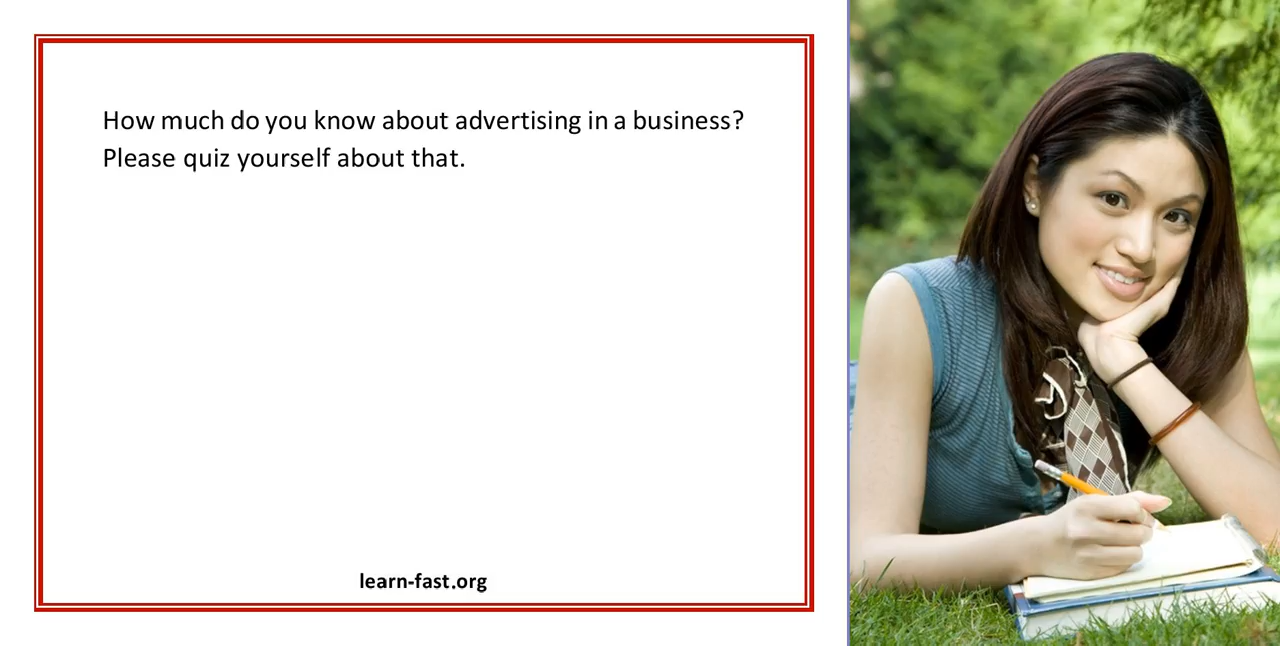 How much do you know about advertising in a business?
Please quiz yourself about that.
learn-fast.org